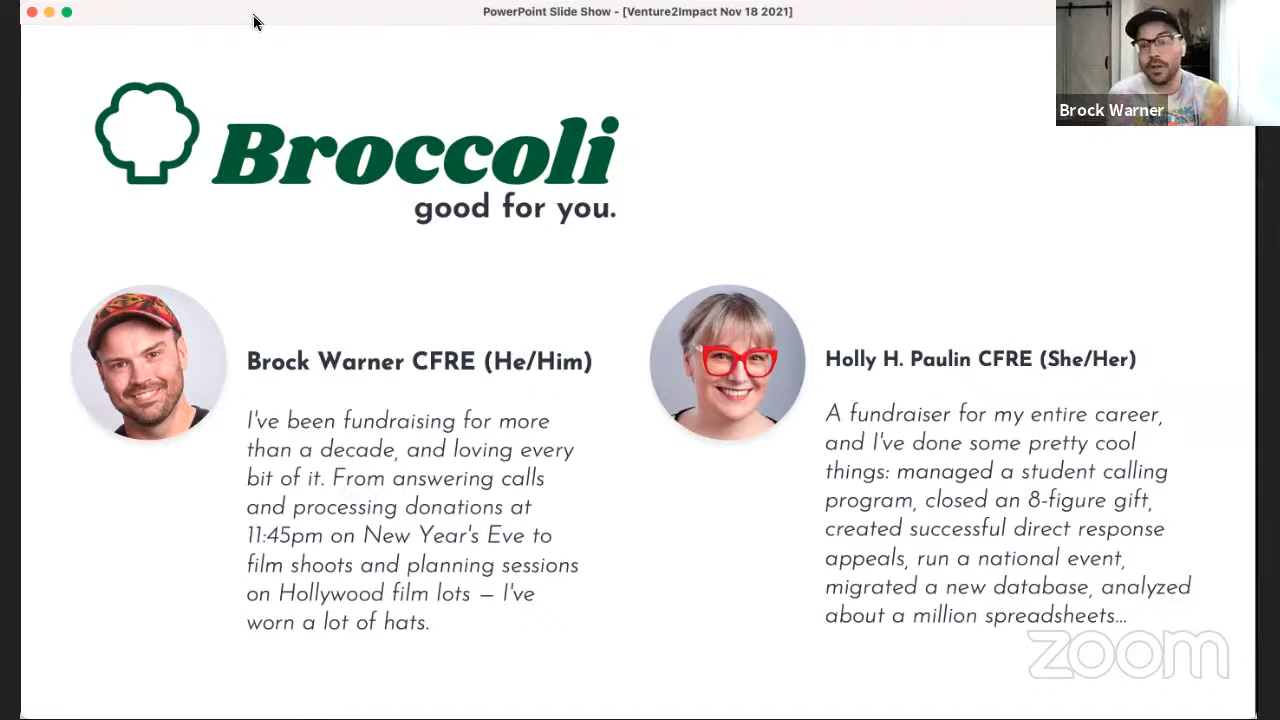 PowerPoint Slide Show - [Venture2Impact Nov 18 2021]
Brock Warner
Broccoli
good for you.
Brock Warner CFRE (He/Him)
I've been fundraising for more
than a decade, and loving every
bit of it. From answering calls
and processing donations at
11:45pm on New Year's Eve to
film shoots and planning sessions
on Hollywood film lots – I've
worn a lot of hats.
Holly H. Paulin CFRE (She/Her)
A fundraiser for my entire career,
and I've done some pretty cool
things: managed a student calling
program, closed an 8-figure gift,
created successful direct response
appeals, run a national event,
migrated a new database, analyzed
about a million spreadsheets...
zoom